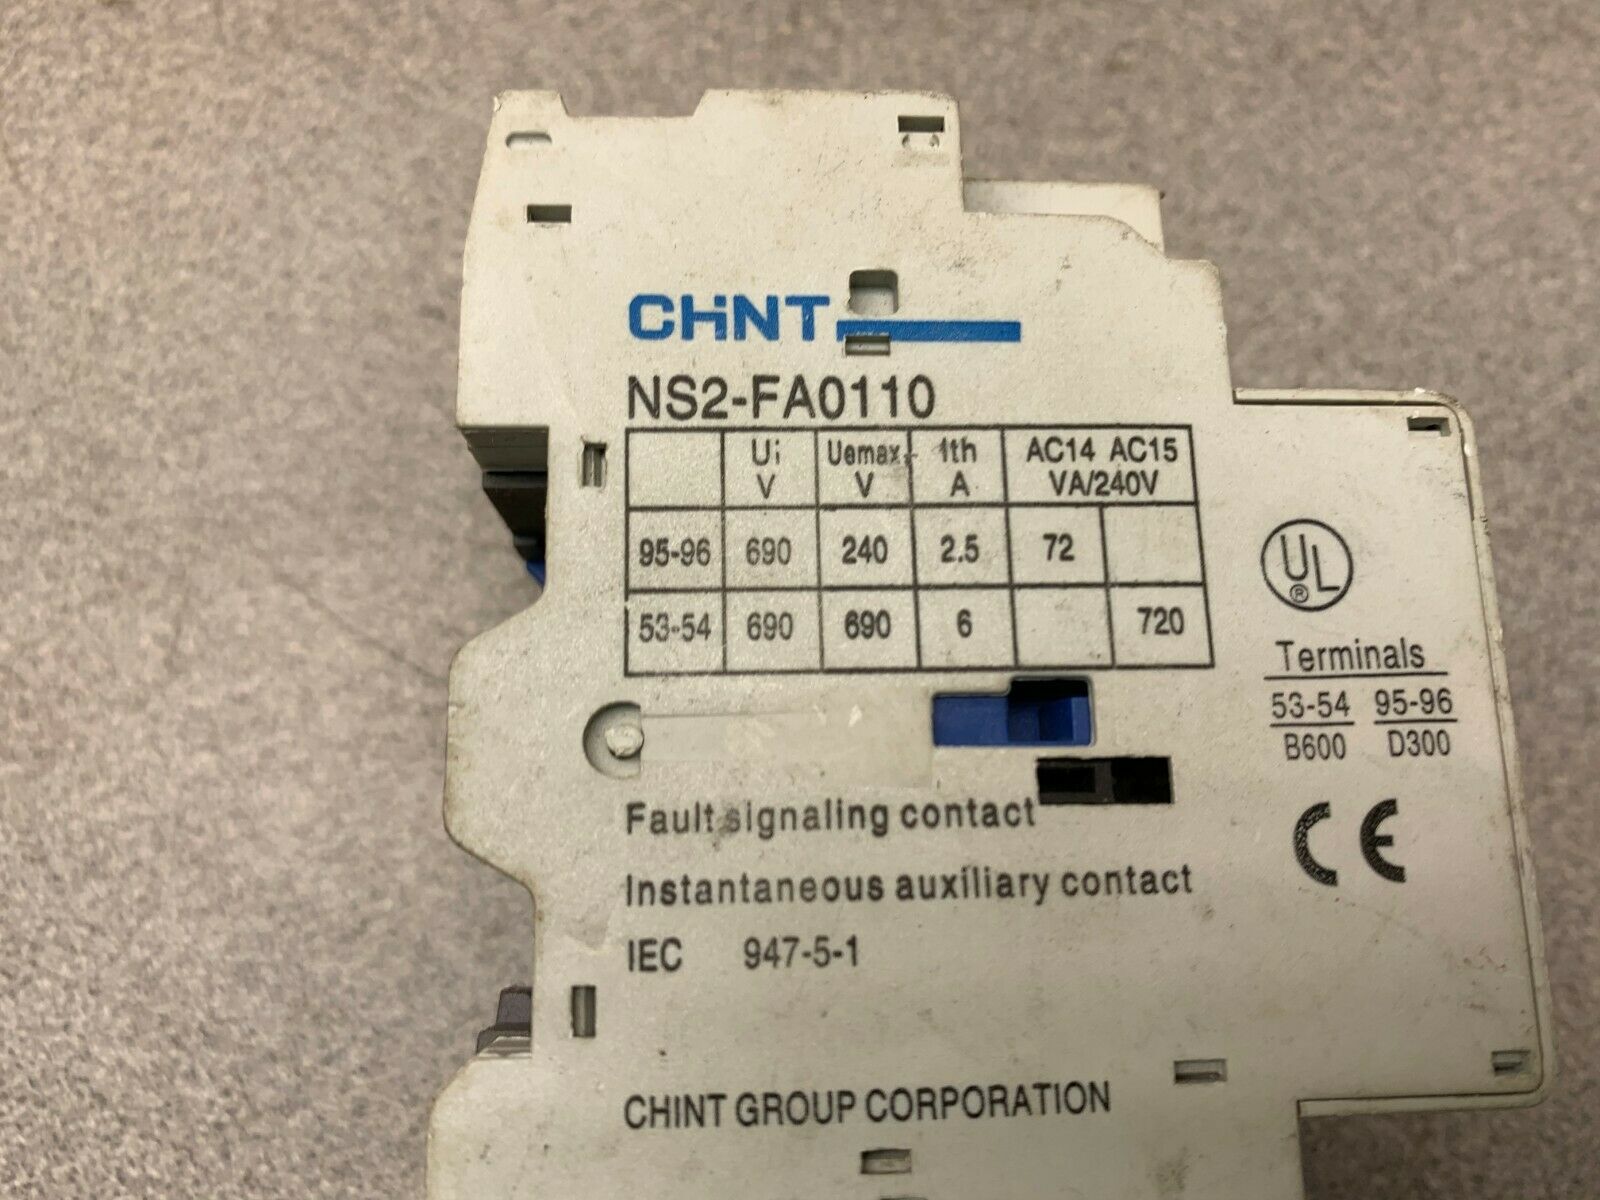 CHINT
NS2-FA0110
Ui V Uemax. V Ith A AC14 AC15 VA/240V
95-96 690 240 2.5 72
53-54 690 690 6 720
UL®
Terminals
53-54 95-96
B600 D300
Fault signaling contact
Instantaneous auxiliary contact
CE
IEC 947-5-1
CHINT GROUP CORPORATION